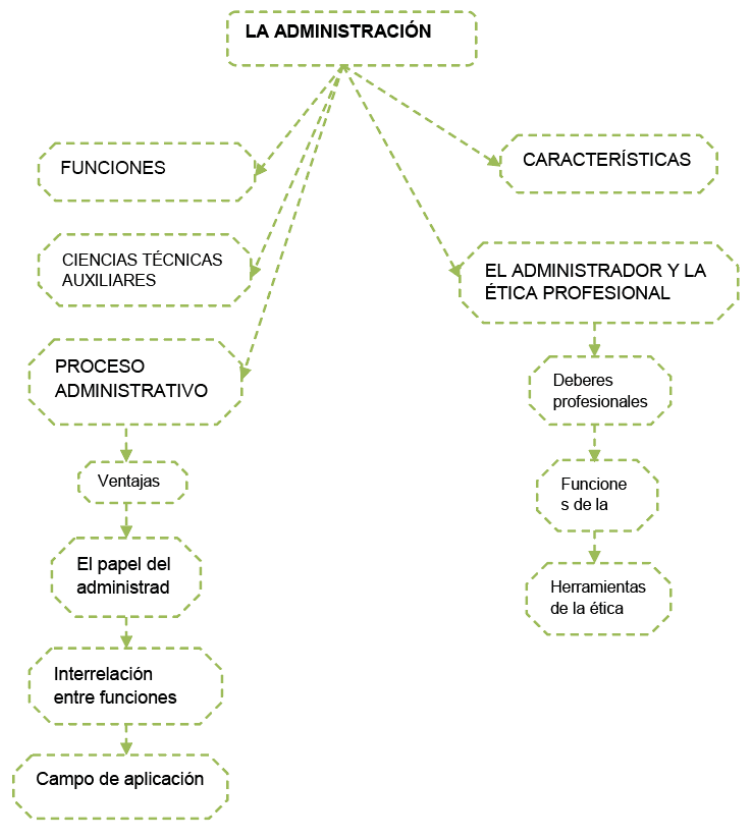 LA ADMINISTRACIÓN
FUNCIONES
CIENCIAS TÉCNICAS
AUXILIARES
PROCESO
ADMINISTRATIVO
Ventajas
El papel del
administrad
Interrelación
entre funciones
Campo de aplicación
CARACTERÍSTICAS
EL ADMINISTRADOR Y LA
ÉTICA PROFESIONAL
Deberes
profesionales
Funcione
s de la
Herramientas
de la ética